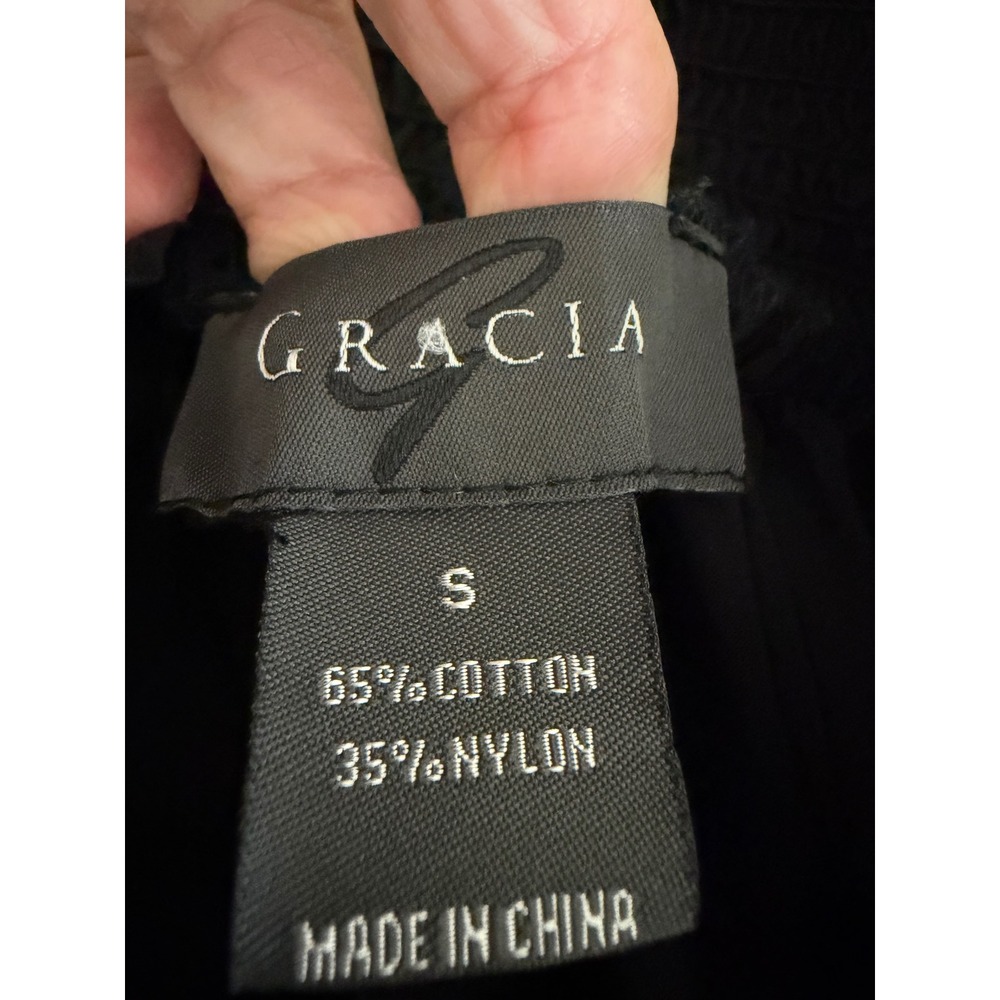 GRACIA
S
65% COTTON
35% NYLON
MADE IN CHINA